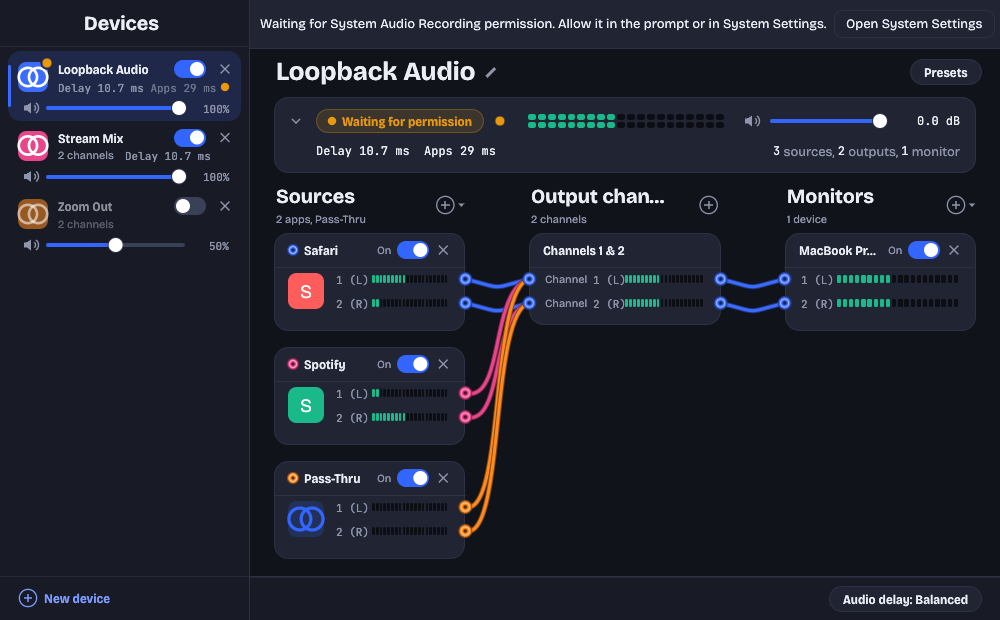 Devices
Waiting for System Audio Recording permission. Allow it in the prompt or in System Settings.
Open System Settings
Loopback Audio
Delay 10.7 ms Apps 29 ms
100%
Stream Mix
2 channels Delay 10.7 ms
100%
Zoom Out
2 channels
50%
New device
Loopback Audio
Presets
Waiting for permission
0.0 dB
Delay 10.7 ms Apps 29 ms
3 sources, 2 outputs, 1 monitor
Sources
2 apps, Pass-Thru
Output chan...
2 channels
Monitors
1 device
Safari On
S
1 (L)
2 (R)
Channels 1 & 2
Channel 1 (L)
Channel 2 (R)
MacBook Pr... On
1 (L)
2 (R)
Spotify On
S
1 (L)
2 (R)
Pass-Thru On
1 (L)
2 (R)
Audio delay: Balanced